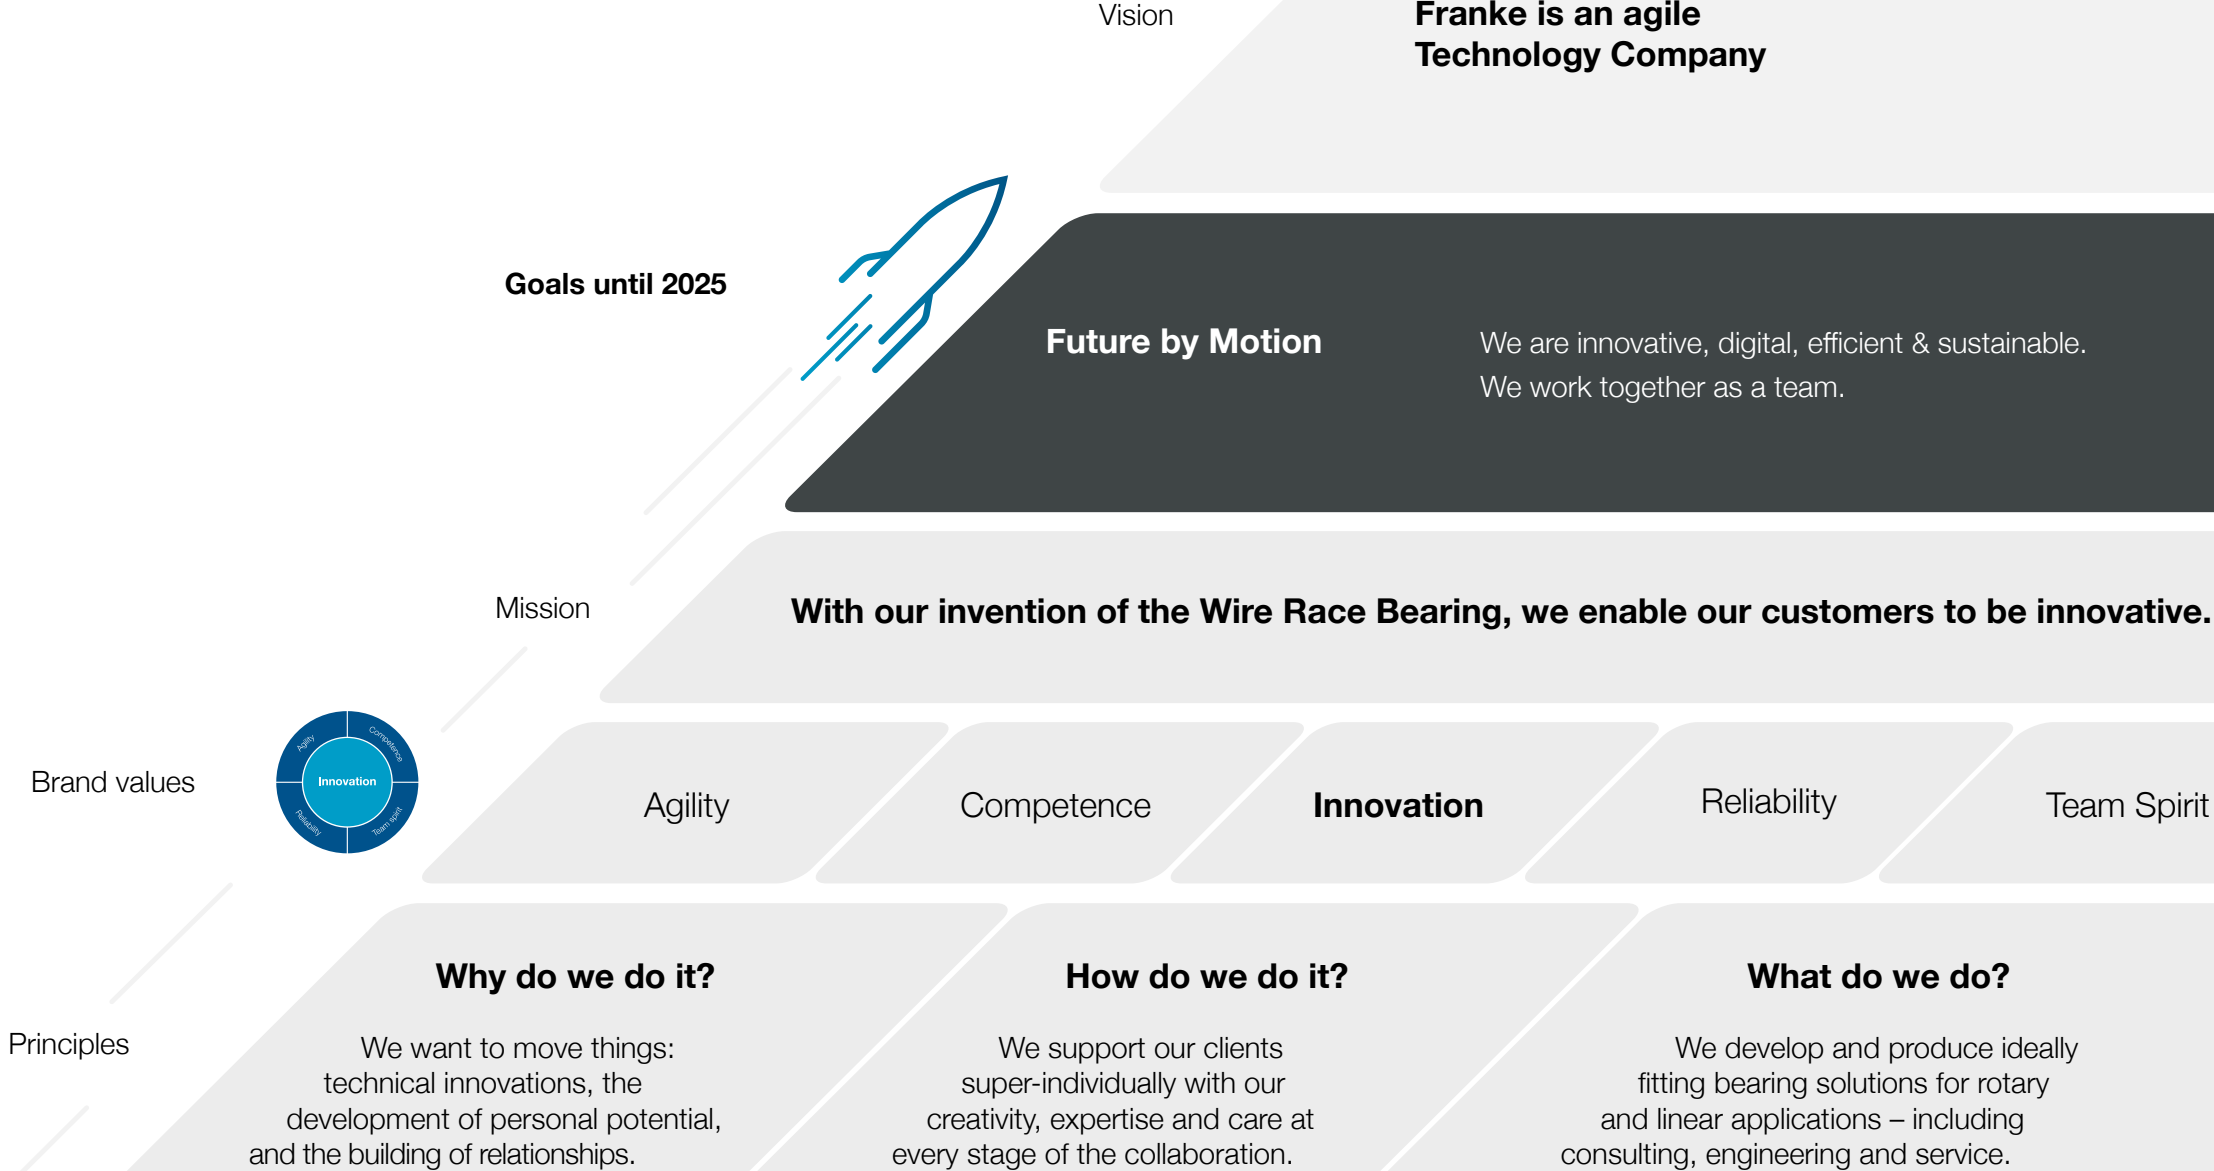 Vision
Franke is an agile
Technology Company
Goals until 2025
Future by Motion
We are innovative, digital, efficient & sustainable.
We work together as a team.
Mission
With our invention of the Wire Race Bearing, we enable our customers to be innovative.
Brand values
Agility
Competence
Innovation
Reliability
Team spirit
Agility
Competence
Innovation
Reliability
Team Spirit
Principles
Why do we do it?
We want to move things:
technical innovations, the
development of personal potential,
and the building of relationships.
How do we do it?
We support our clients
super-individually with our
creativity, expertise and care at
every stage of the collaboration.
What do we do?
We develop and produce ideally
fitting bearing solutions for rotary
and linear applications – including
consulting, engineering and service.